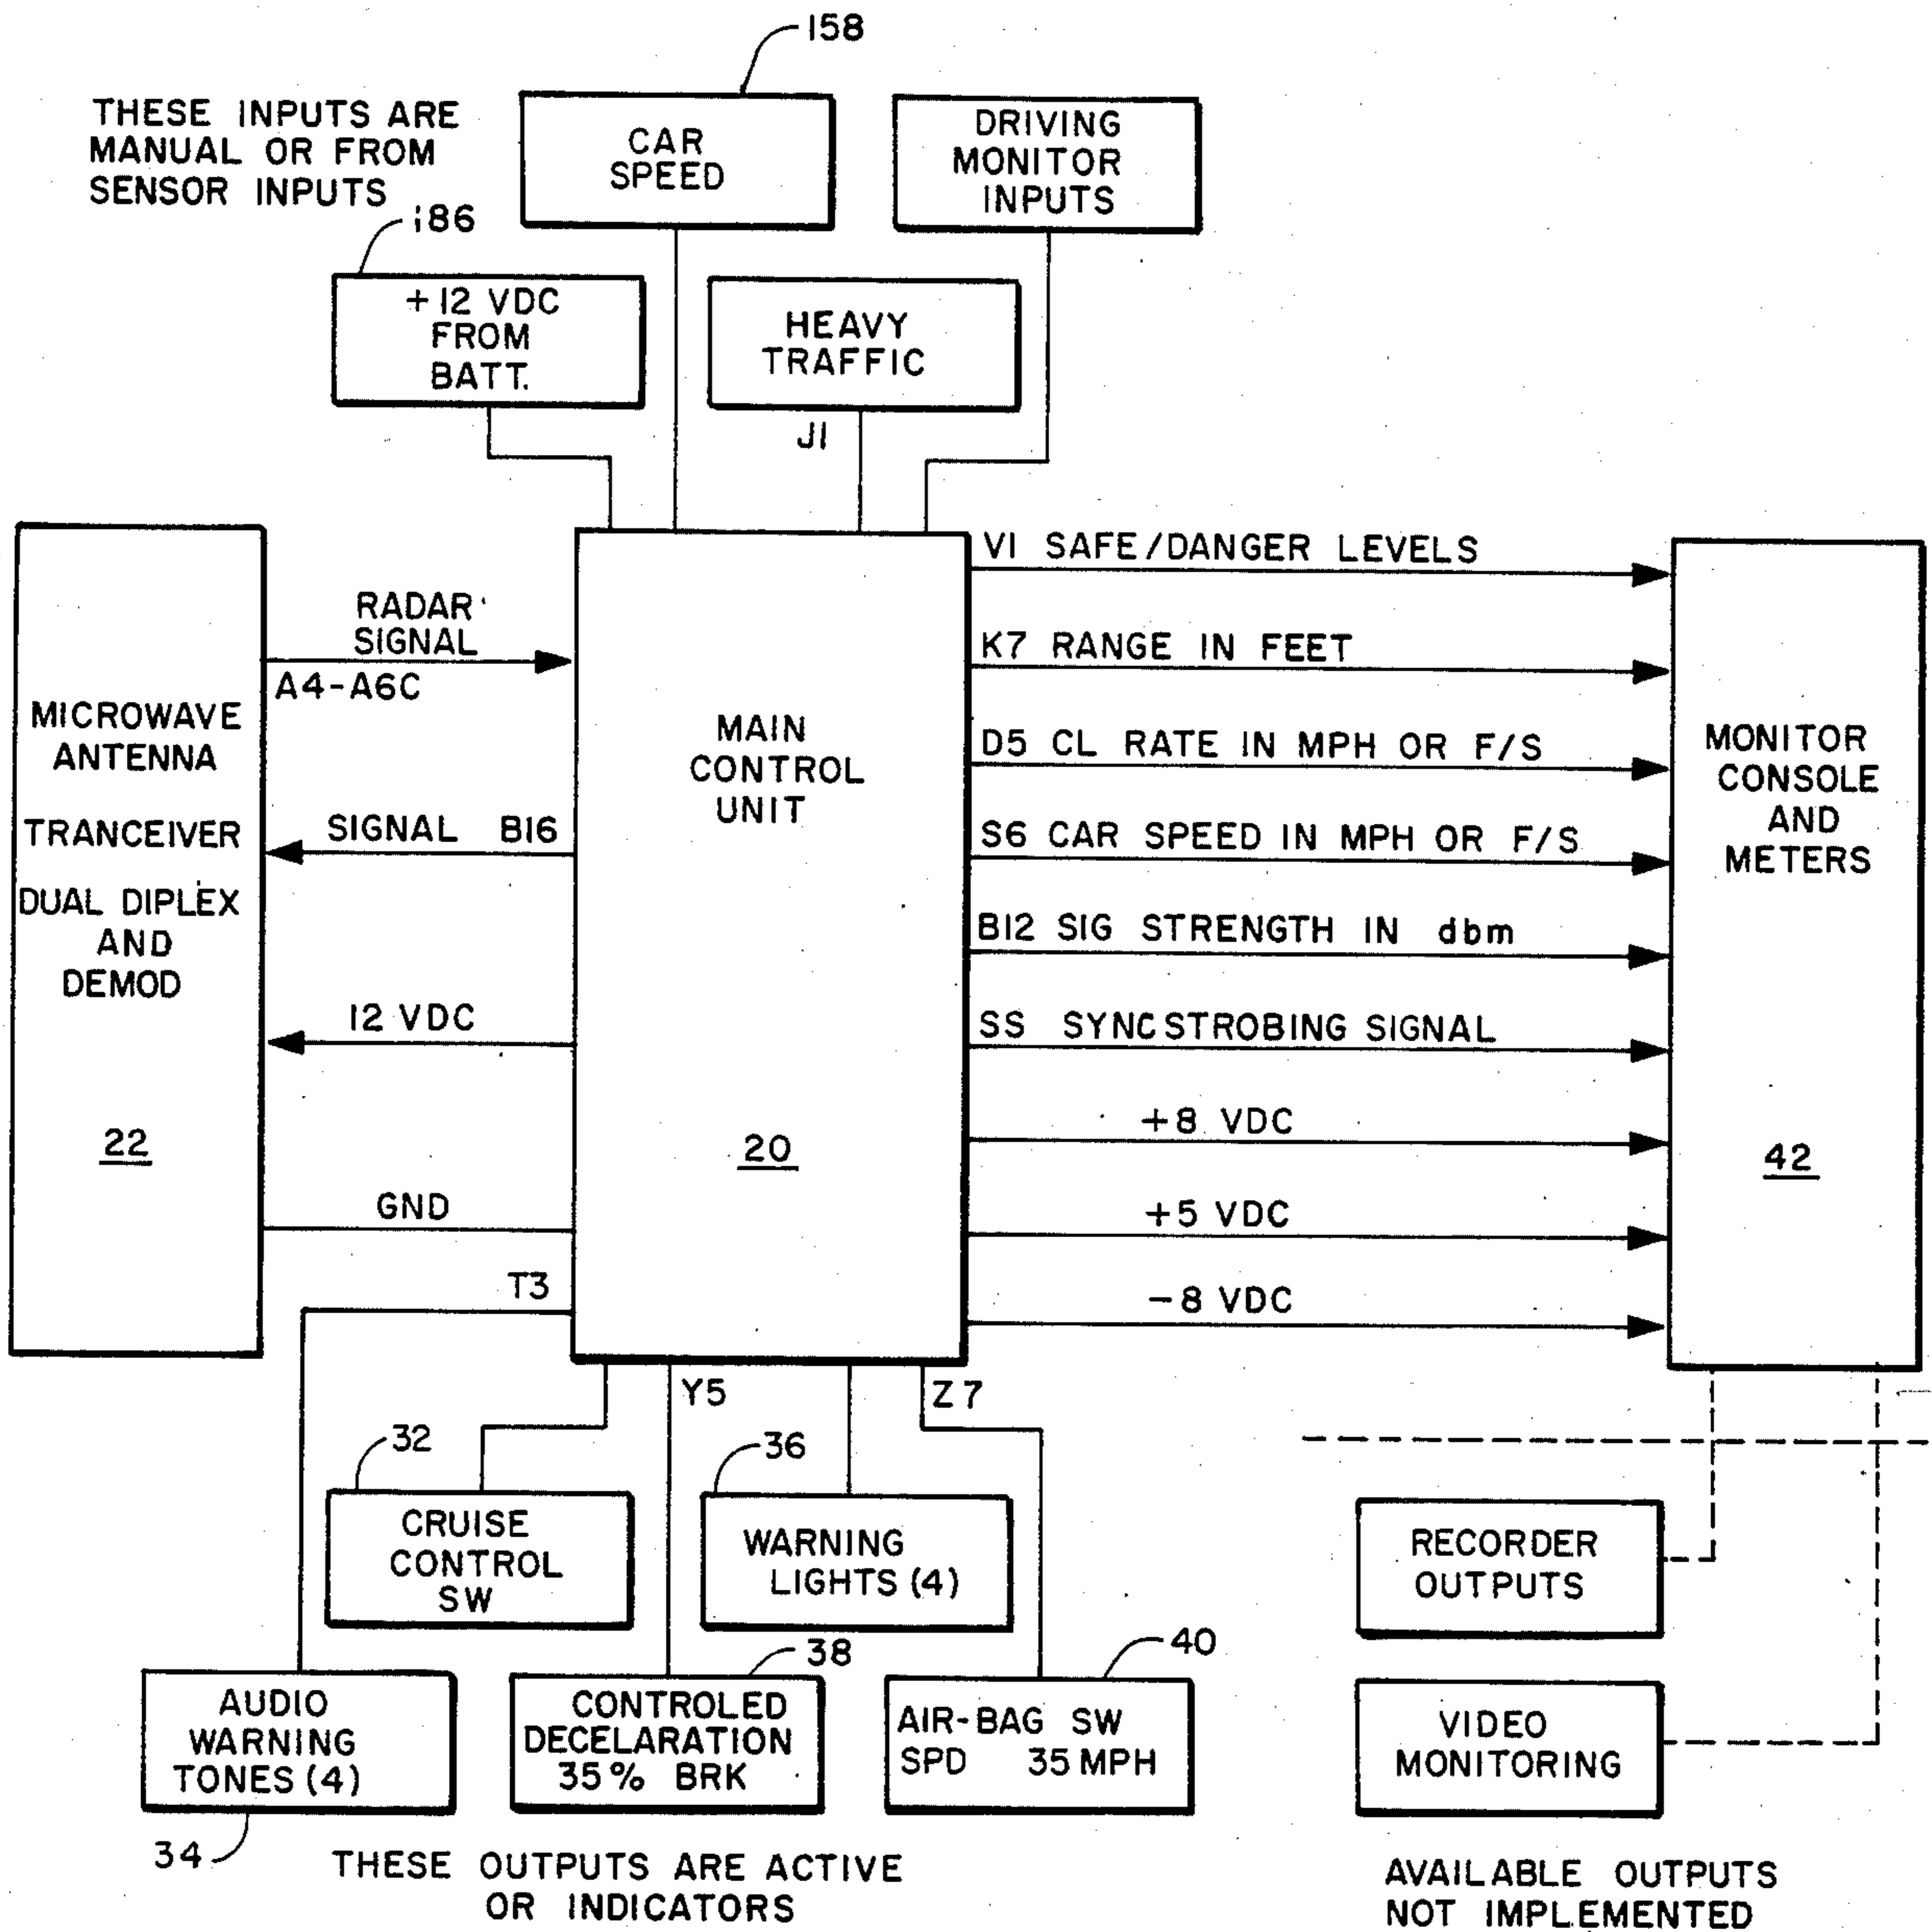 158
THESE INPUTS ARE
MANUAL OR FROM
SENSOR INPUTS
CAR
SPEED
DRIVING
MONITOR
INPUTS
186
+12 VDC
FROM
BATT.
HEAVY
TRAFFIC
J1
MICROWAVE
ANTENNA
TRANCEIVER
DUAL DIPLEX
AND
DEMOD
22
RADAR
SIGNAL
A4-A6C
SIGNAL B16
12 VDC
GND
T3
MAIN
CONTROL
UNIT
20
V1 SAFE/DANGER LEVELS
K7 RANGE IN FEET
D5 CL RATE IN MPH OR F/S
S6 CAR SPEED IN MPH OR F/S
B12 SIG STRENGTH IN dbm
SS SYNC STROBING SIGNAL
+8 VDC
+5 VDC
-8 VDC
MONITOR
CONSOLE
AND
METERS
42
Y5
Z7
32
CRUISE
CONTROL
SW
36
WARNING
LIGHTS (4)
RECORDER
OUTPUTS
AUDIO
WARNING
TONES (4)
34
38
CONTROLED
DECELARATION
35% BRK
40
AIR-BAG SW
SPD 35 MPH
VIDEO
MONITORING
THESE OUTPUTS ARE ACTIVE
OR INDICATORS
AVAILABLE OUTPUTS
NOT IMPLEMENTED